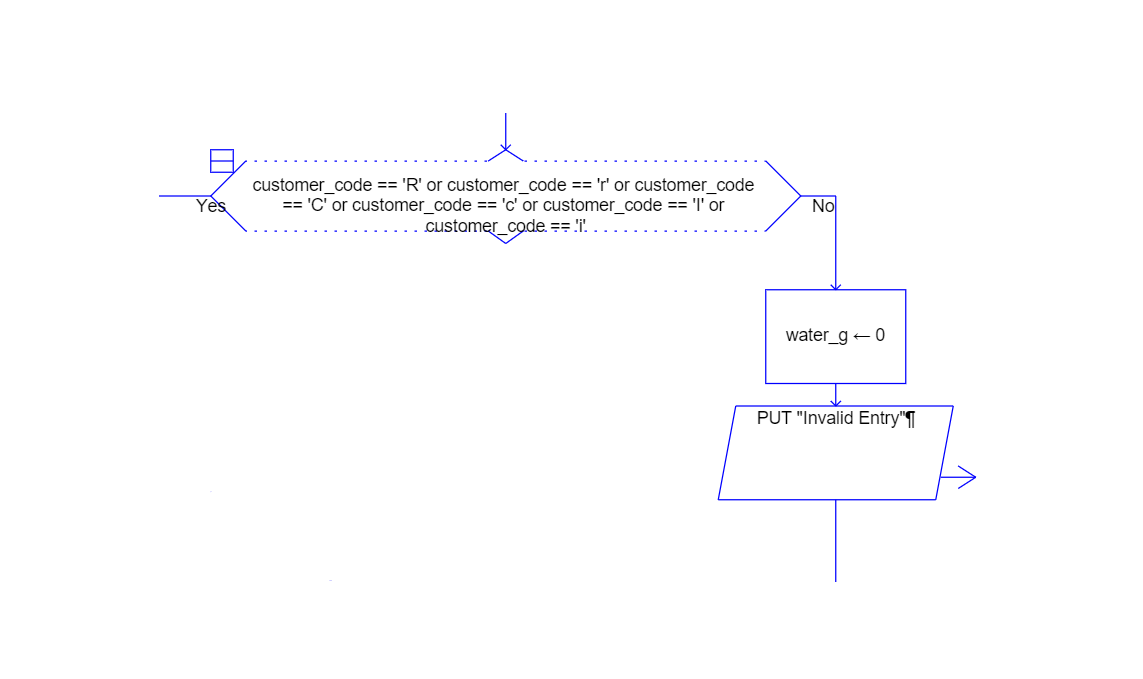 customer_code == 'R' or customer_code == 'r' or customer_code
== 'C' or customer_code == 'c' or customer_code == 'I' or
customer_code == 'i'
Yes
No
water_g ← 0
PUT "Invalid Entry"¶